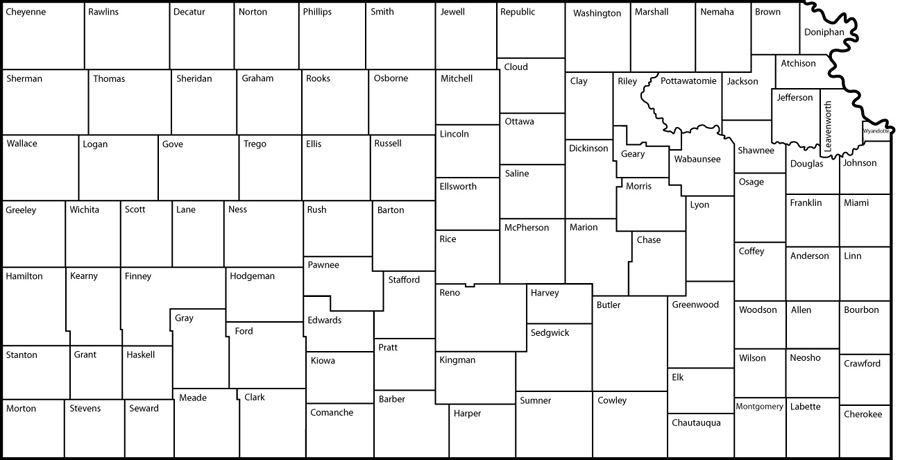 Cheyenne
Rawlins
Decatur
Norton
Phillips
Smith
Jewell
Republic
Washington
Marshall
Nemaha
Brown
Doniphan
Sherman
Thomas
Sheridan
Graham
Rooks
Osborne
Mitchell
Cloud
Clay
Riley
Pottawatomie
Jackson
Atchison
Jefferson
Leavenworth
Wyandotte
Wallace
Logan
Gove
Trego
Ellis
Russell
Lincoln
Ottawa
Dickinson
Geary
Wabaunsee
Shawnee
Douglas
Johnson
Ellsworth
Saline
Morris
Lyon
Osage
Franklin
Miami
Greeley
Wichita
Scott
Lane
Ness
Rush
Barton
Rice
McPherson
Marion
Chase
Coffey
Anderson
Linn
Hamilton
Kearny
Finney
Hodgeman
Pawnee
Stafford
Reno
Harvey
Butler
Greenwood
Woodson
Allen
Bourbon
Gray
Ford
Edwards
Sedgwick
Stanton
Grant
Haskell
Kiowa
Pratt
Kingman
Elk
Wilson
Neosho
Crawford
Morton
Stevens
Seward
Meade
Clark
Comanche
Barber
Harper
Sumner
Cowley
Chautauqua
Montgomery
Labette
Cherokee